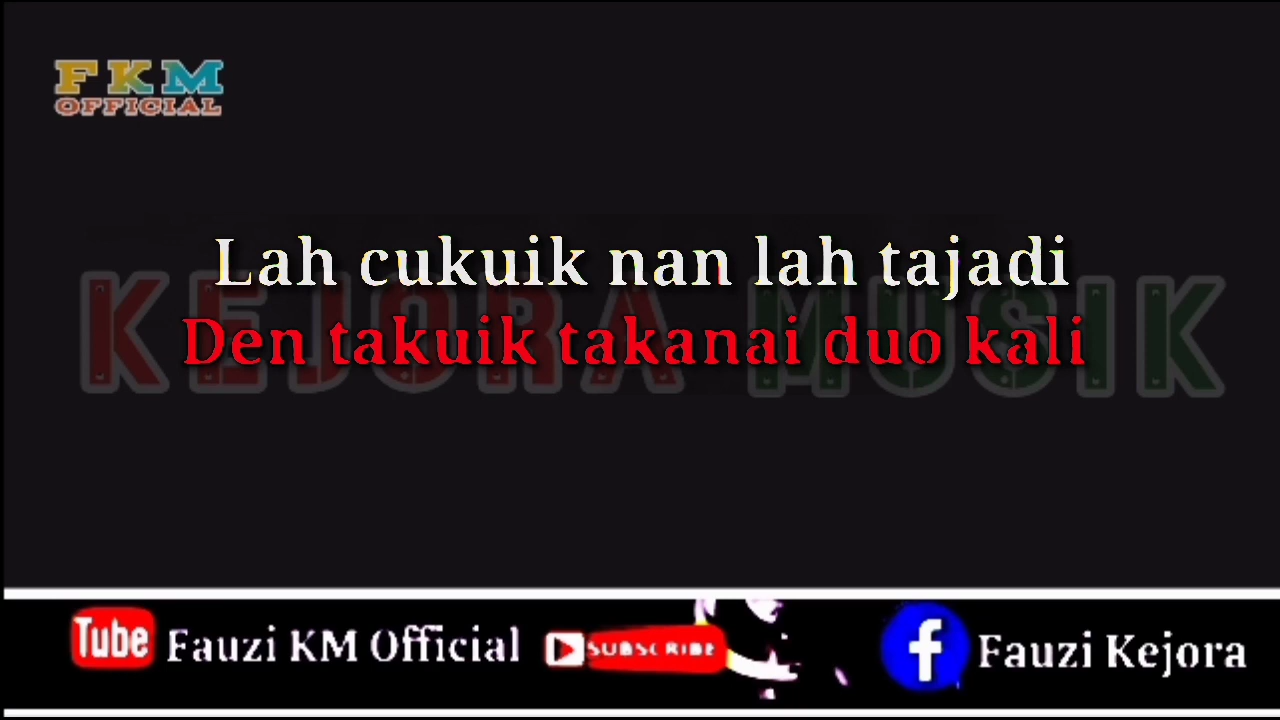 FKM
OFFICIAL
Lah cukuik nan lah tajadi
KEJORA MUSIK
Den takuik takanai duo kali
Tube Fauzi KM Official SUBSCRIBE Fauzi Kejora